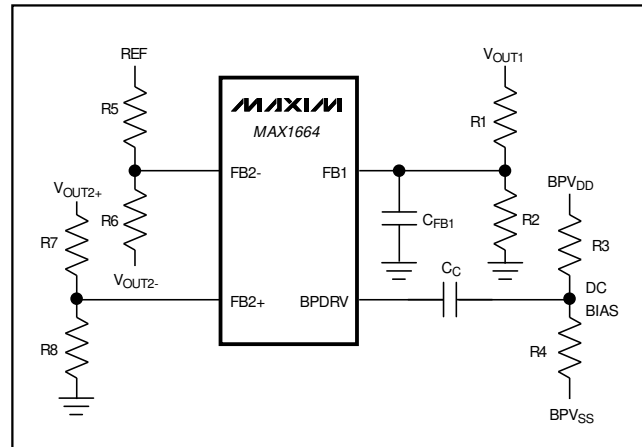 REF
VOUT1
R5
MAXIM
MAX1664
R1
FB2-
FB1
VOUT2+
R6
CFB1
R2
BPVDD
R7
VOUT2-
CC
R3
FB2+
BPDRV
DC
BIAS
R8
R4
BPVSS